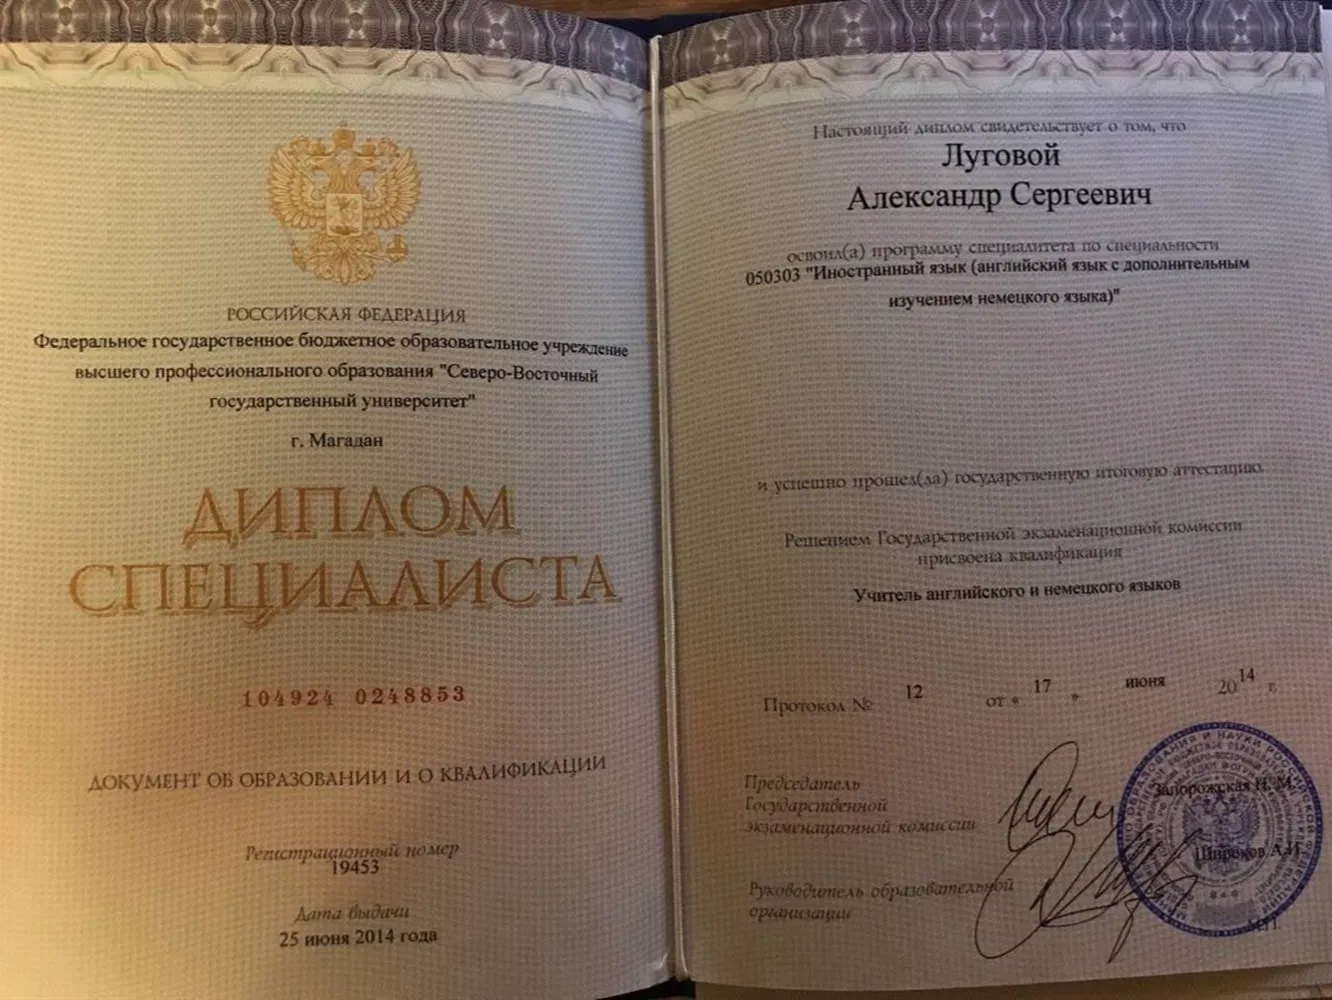 РОССИЙСКАЯ ФЕДЕРАЦИЯ
Федеральное государственное бюджетное образовательное учреждение
высшего профессионального образования "Северо-Восточный
государственный университет"
г. Магадан
ДИПЛОМ
СПЕЦИАЛИСТА
104924 0248853
ДОКУМЕНТ ОБ ОБРАЗОВАНИИ И О КВАЛИФИКАЦИИ
Регистрационный номер
19453
Дата выдачи
25 июня 2014 года
Настоящий диплом свидетельствует о том, что
Луговой
Александр Сергеевич
освоил(а) программу специалитета по специальности
050303 "Иностранный язык (английский язык с дополнительным
изучением немецкого языка)"
и успешно прошел(ла) государственную итоговую аттестацию
Решением Государственной экзаменационной комиссии
присвоена квалификация
Учитель английского и немецкого языков
Протокол № 12 от « 17 » июня 2014 г.
Председатель
Государственной
экзаменационной комиссии
Запорожская Н. М.
Руководитель образовательной
организации
Широков А.И.
М.П.